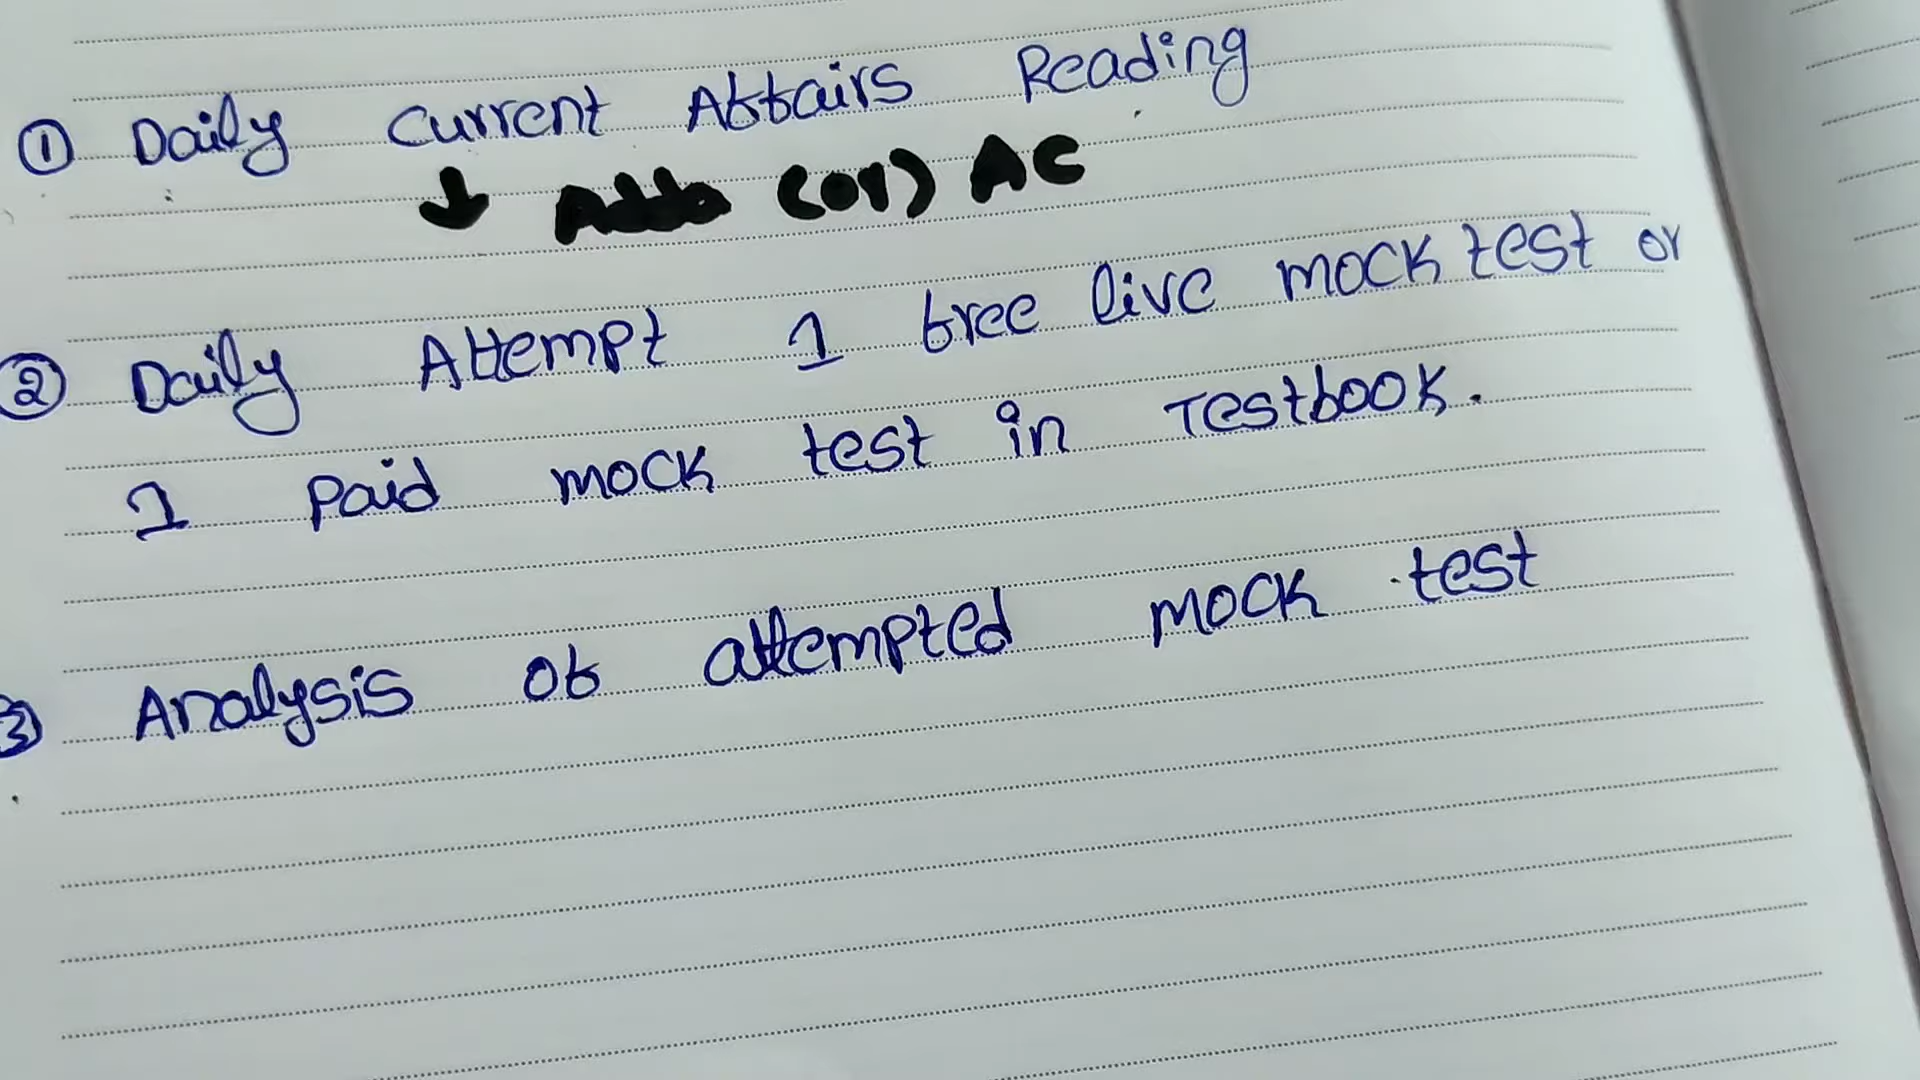 ① Daily Current Affairs Reading
↓ Adda (or) AC
② Daily Attempt 1 free live mock test or
1 Paid mock test in Testbook.
③ Analysis of attempted mock test